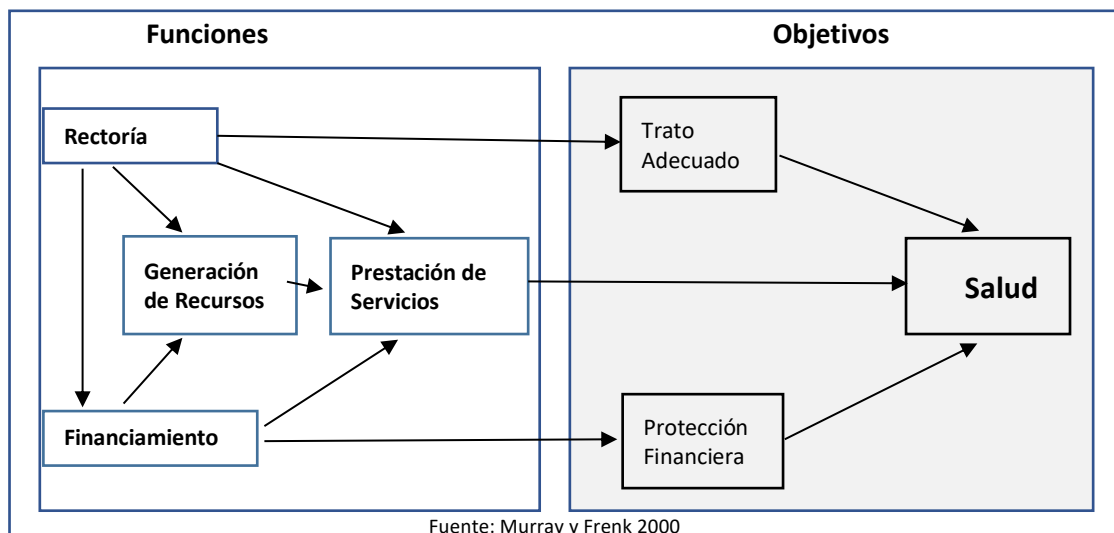 Funciones
Objetivos
Rectoría
Trato
Adecuado
Generación
de Recursos
Prestación de
Servicios
Salud
Financiamiento
Protección
Financiera
Fuente: Murray y Frenk 2000